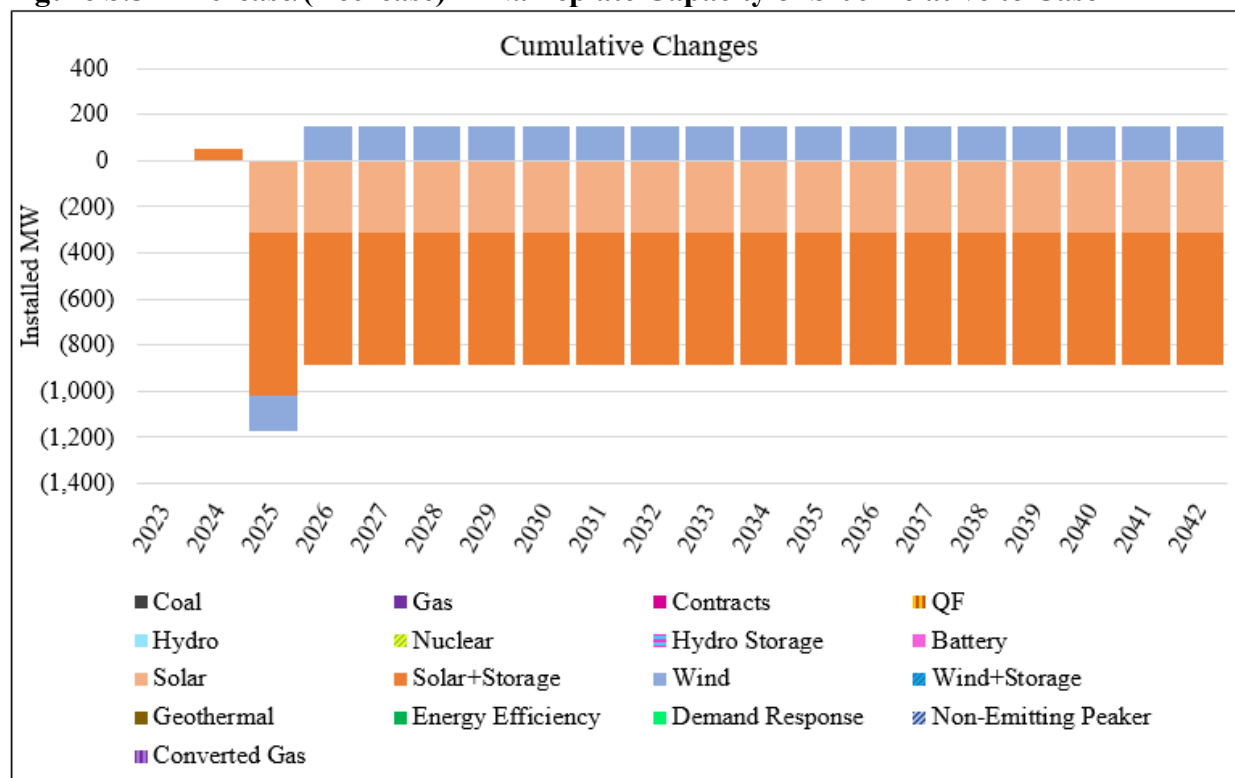 Cumulative Changes
400
200
0
(200)
(400)
(600)
(800)
(1,000)
(1,200)
(1,400)
Installed MW
2023 2024 2025 2026 2027 2028 2029 2030 2031 2032 2033 2034 2035 2036 2037 2038 2039 2040 2041 2042
Coal Gas Contracts QF
Hydro Nuclear Hydro Storage Battery
Solar Solar+Storage Wind Wind+Storage
Geothermal Energy Efficiency Demand Response Non-Emitting Peaker
Converted Gas